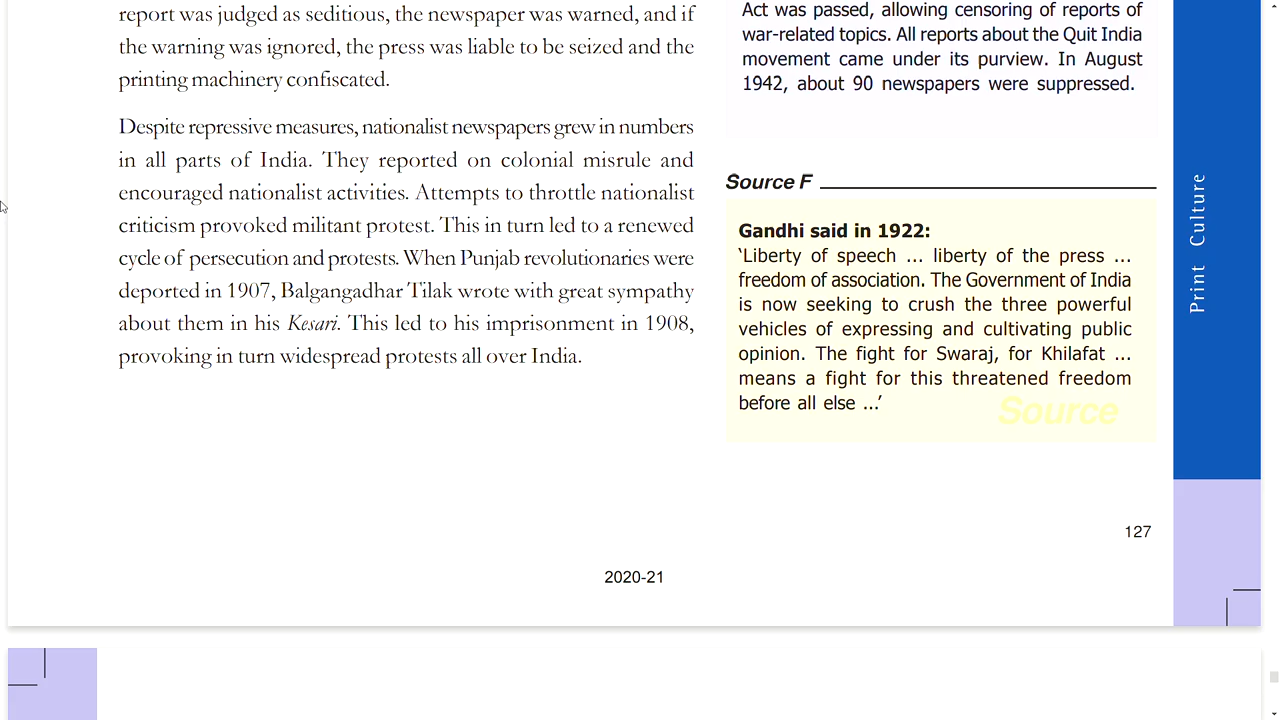 report was judged as seditious, the newspaper was warned, and if
the warning was ignored, the press was liable to be seized and the
printing machinery confiscated.
Despite repressive measures, nationalist newspapers grew in numbers
in all parts of India. They reported on colonial misrule and
encouraged nationalist activities. Attempts to throttle nationalist
criticism provoked militant protest. This in turn led to a renewed
cycle of persecution and protests. When Punjab revolutionaries were
deported in 1907, Balgangadhar Tilak wrote with great sympathy
about them in his Kesari. This led to his imprisonment in 1908,
provoking in turn widespread protests all over India.
Act was passed, allowing censoring of reports of
war-related topics. All reports about the Quit India
movement came under its purview. In August
1942, about 90 newspapers were suppressed.
Source F
Gandhi said in 1922:
‘Liberty of speech ... liberty of the press ...
freedom of association. The Government of India
is now seeking to crush the three powerful
vehicles of expressing and cultivating public
opinion. The fight for Swaraj, for Khilafat ...
means a fight for this threatened freedom
before all else ...’
Source
Print Culture
127
2020-21